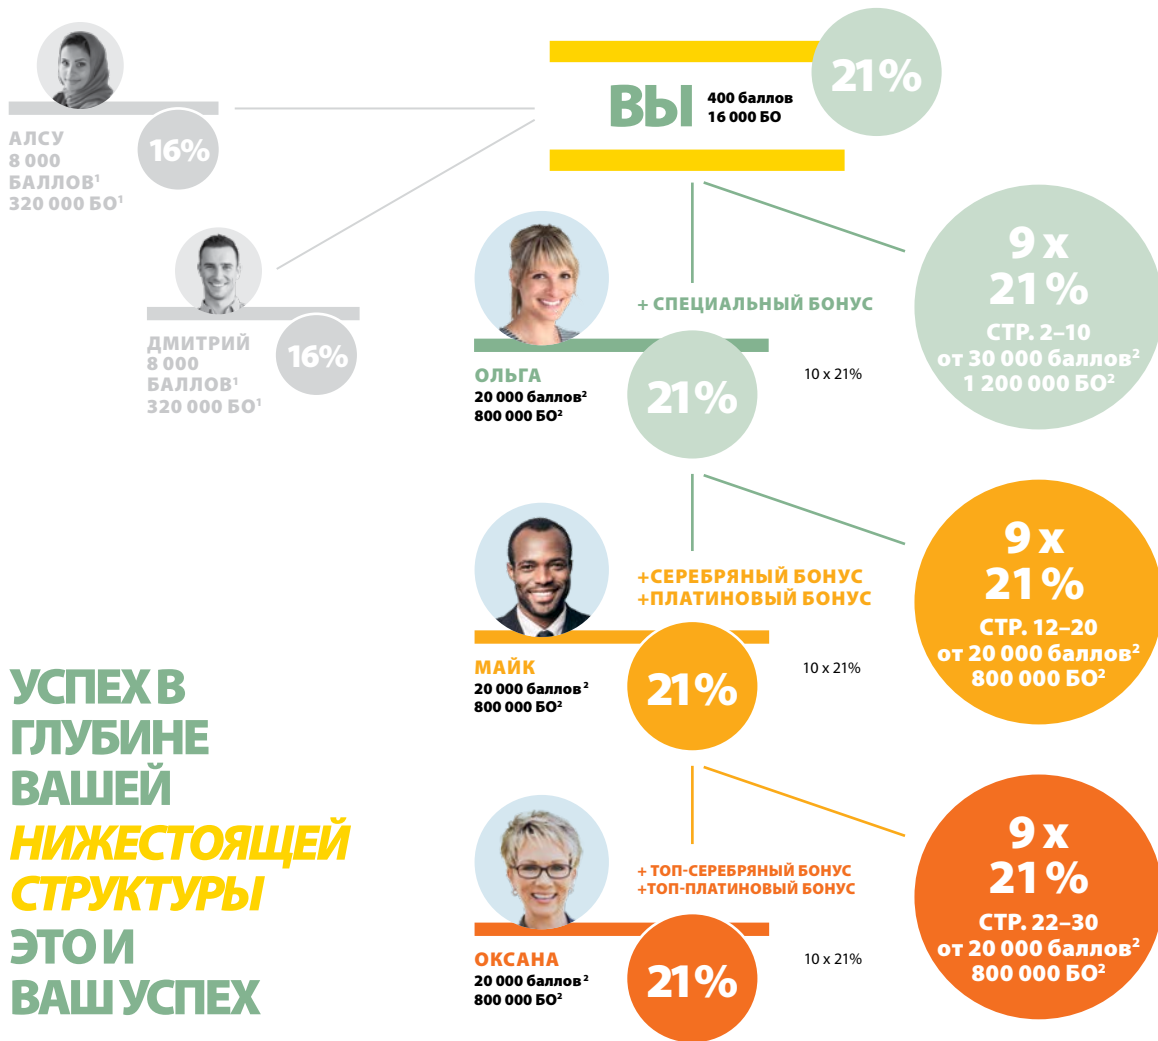 АЛСУ
8 000
БАЛЛОВ¹
320 000 БО¹
16%
ВЫ
400 баллов
16 000 БО
21%
ДМИТРИЙ
8 000
БАЛЛОВ¹
320 000 БО¹
16%
+ СПЕЦИАЛЬНЫЙ БОНУС
ОЛЬГА
20 000 баллов²
800 000 БО²
21%
10 x 21%
9 x
21%
СТР. 2–10
от 30 000 баллов²
1 200 000 БО²
+СЕРЕБРЯНЫЙ БОНУС
+ПЛАТИНОВЫЙ БОНУС
МАЙК
20 000 баллов²
800 000 БО²
21%
10 x 21%
9 x
21%
СТР. 12–20
от 20 000 баллов²
800 000 БО²
УСПЕХ В
ГЛУБИНЕ
ВАШЕЙ
НИЖЕСТОЯЩЕЙ
СТРУКТУРЫ
ЭТО И
ВАШ УСПЕХ
+ ТОП-СЕРЕБРЯНЫЙ БОНУС
+ТОП-ПЛАТИНОВЫЙ БОНУС
ОКСАНА
20 000 баллов²
800 000 БО²
21%
10 x 21%
9 x
21%
СТР. 22–30
от 20 000 баллов²
800 000 БО²